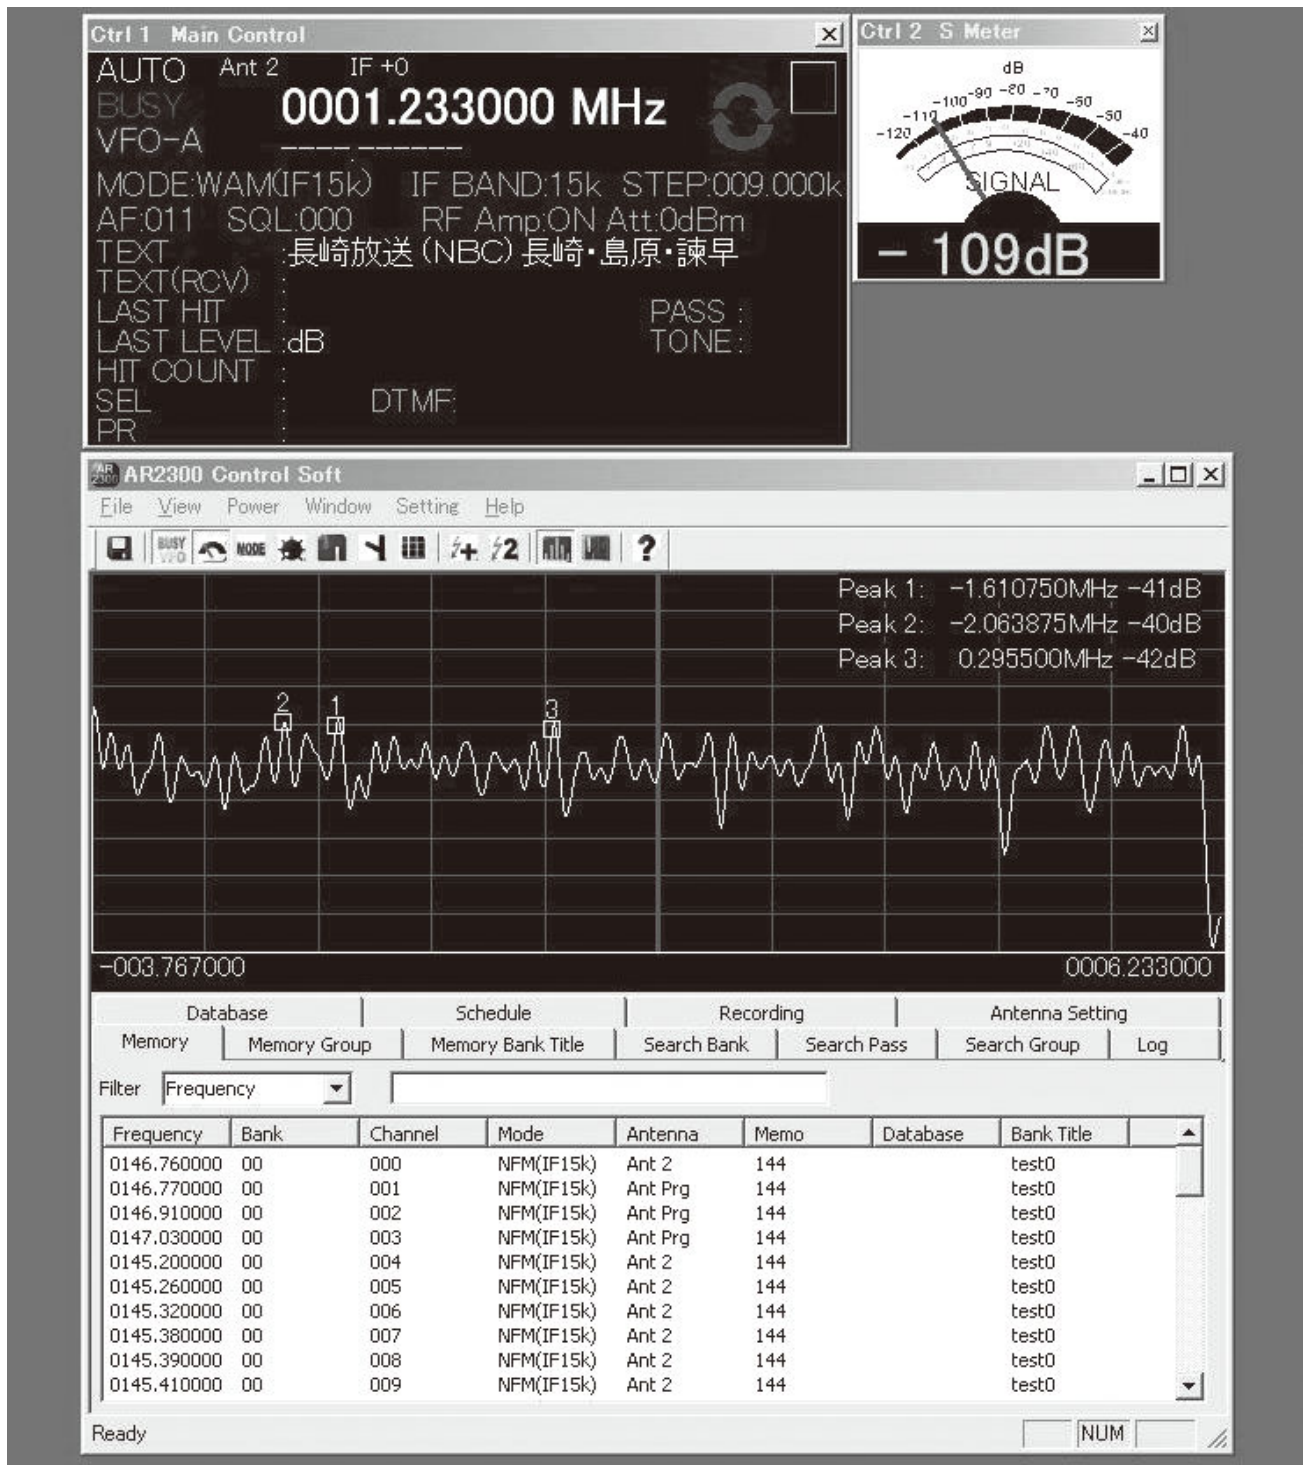 Ctrl 1 Main Control
AUTO Ant 2 IF +0
BUSY 0001.233000 MHz
VFO-A ---- ------
MODE:WAM(IF15k) IF BAND:15k STEP:009.000k
AF:011 SQL:000 RF Amp:ON Att:0dBm
TEXT :長崎放送(NBC)長崎・島原・諫早
TEXT(RCV) :
LAST HIT : PASS :
LAST LEVEL :dB TONE :
HIT COUNT :
SEL : DTMF:
PR :
Ctrl 2 S Meter
dB
-120 -110 -100 -90 -80 -70 -60 -50 -40
SIGNAL
-109dB
AR2300 Control Soft
File View Power Window Setting Help
BUSY VFO MODE 2 ?
Peak 1: -1.610750MHz -41dB
Peak 2: -2.063875MHz -40dB
Peak 3: 0.295500MHz -42dB
2 1 3
-003.767000 0006.233000
Database Schedule Recording Antenna Setting
Memory Memory Group Memory Bank Title Search Bank Search Pass Search Group Log
Filter Frequency
Frequency Bank Channel Mode Antenna Memo Database Bank Title
0146.760000 00 000 NFM(IF15k) Ant 2 144 test0
0146.770000 00 001 NFM(IF15k) Ant Prg 144 test0
0146.910000 00 002 NFM(IF15k) Ant Prg 144 test0
0147.030000 00 003 NFM(IF15k) Ant Prg 144 test0
0145.200000 00 004 NFM(IF15k) Ant 2 144 test0
0145.260000 00 005 NFM(IF15k) Ant 2 144 test0
0145.320000 00 006 NFM(IF15k) Ant 2 144 test0
0145.380000 00 007 NFM(IF15k) Ant 2 144 test0
0145.390000 00 008 NFM(IF15k) Ant 2 144 test0
0145.410000 00 009 NFM(IF15k) Ant 2 144 test0
Ready NUM